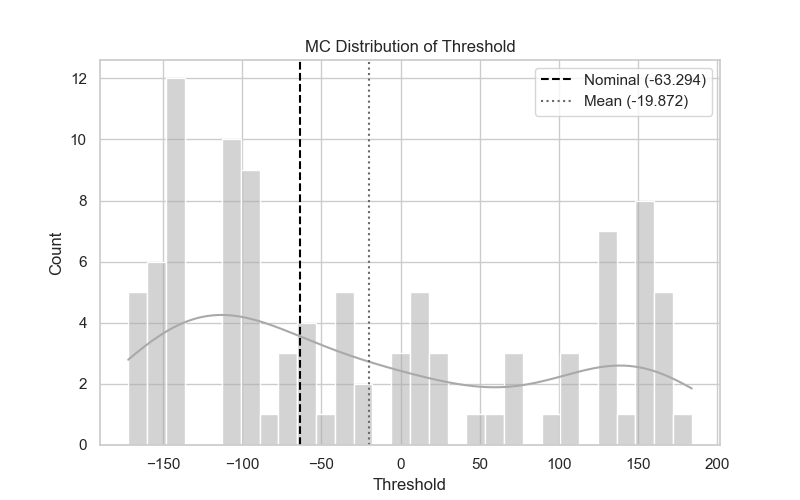 MC Distribution of Threshold
Nominal (-63.294)
Mean (-19.872)
Count
12
10
8
6
4
2
0
−150 −100 −50 0 50 100 150 200
Threshold